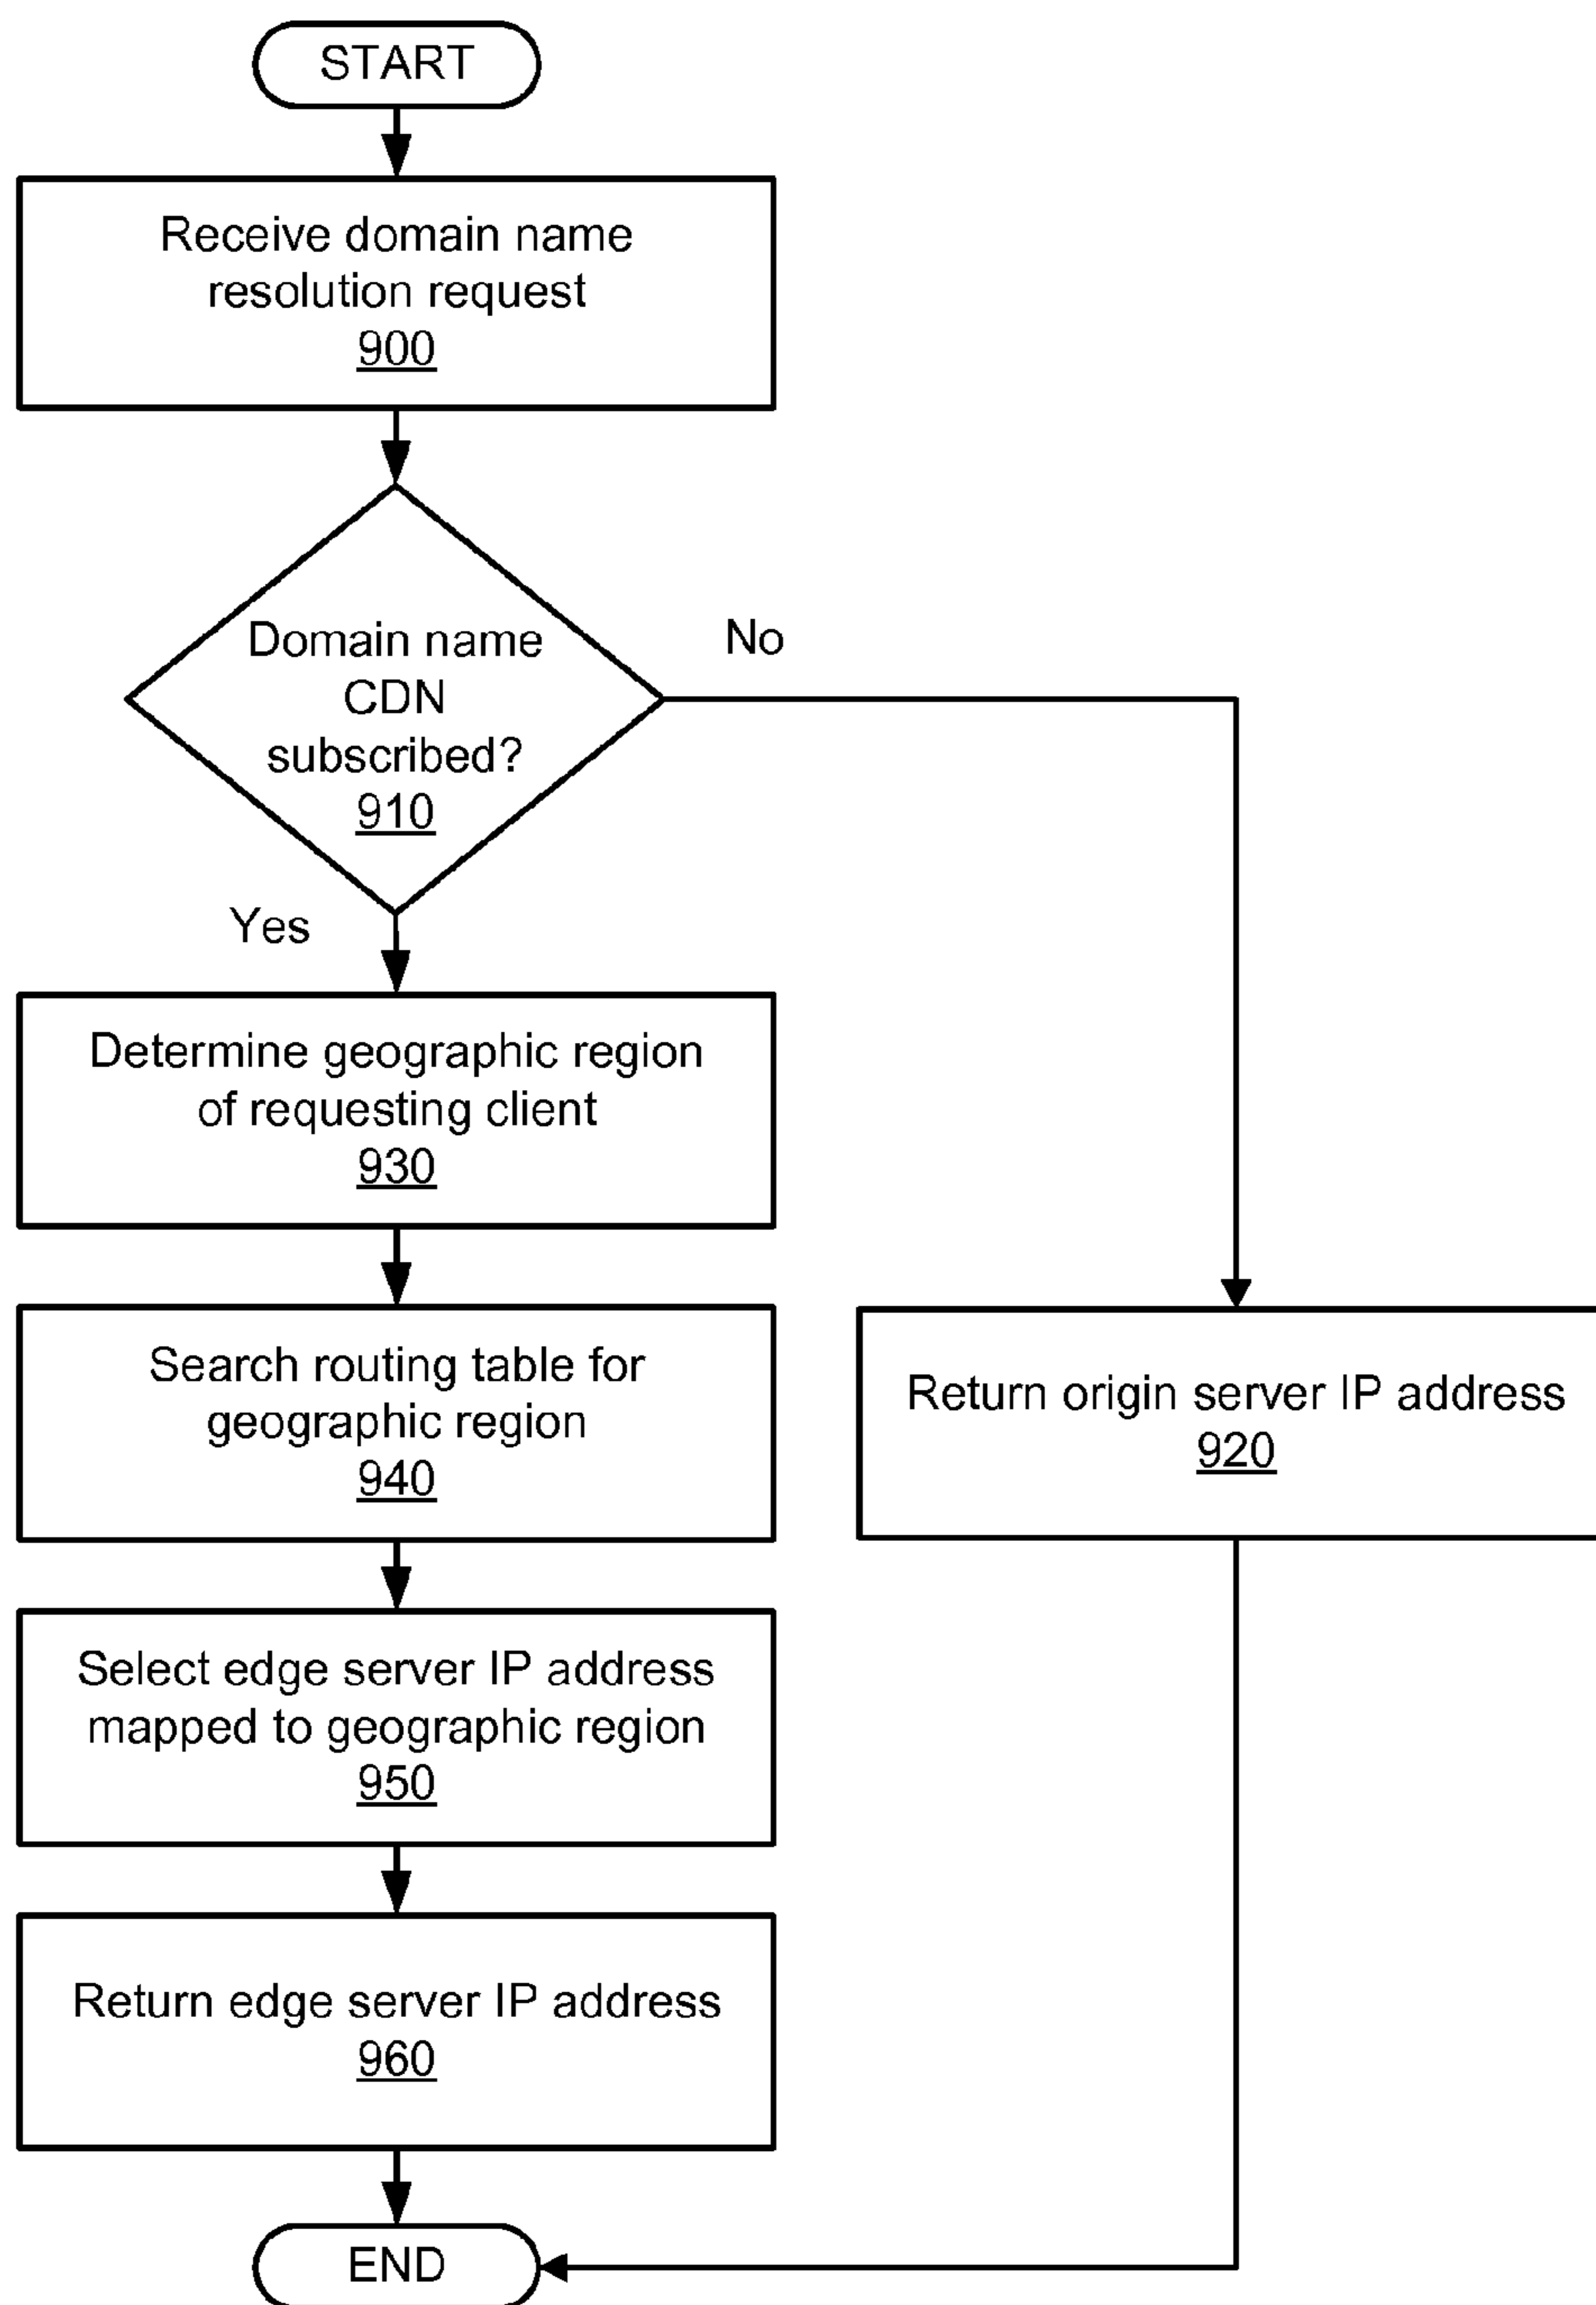 START
Receive domain name
resolution request
900
Domain name
CDN
subscribed?
910
No
Yes
Determine geographic region
of requesting client
930
Search routing table for
geographic region
940
Return origin server IP address
920
Select edge server IP address
mapped to geographic region
950
Return edge server IP address
960
END